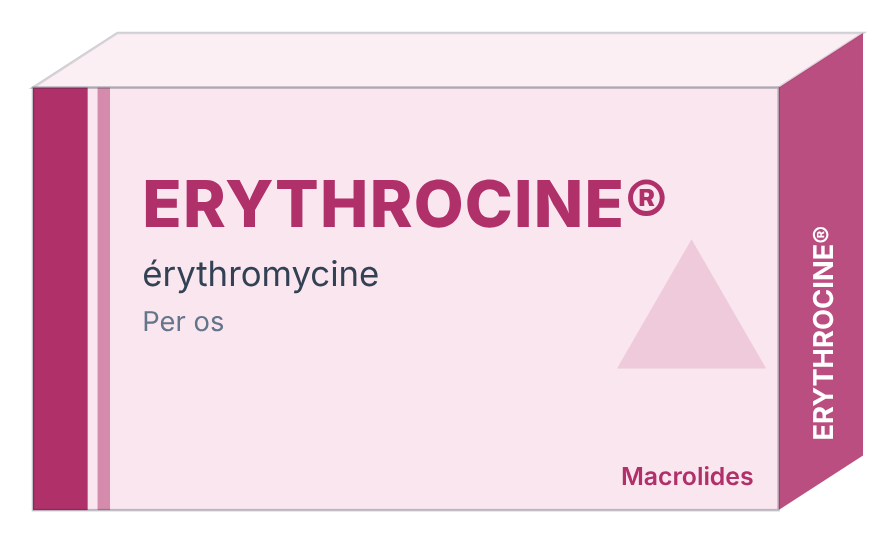 ERYTHROCINE®
érythromycine
Per os
Macrolides
ERYTHROCINE®